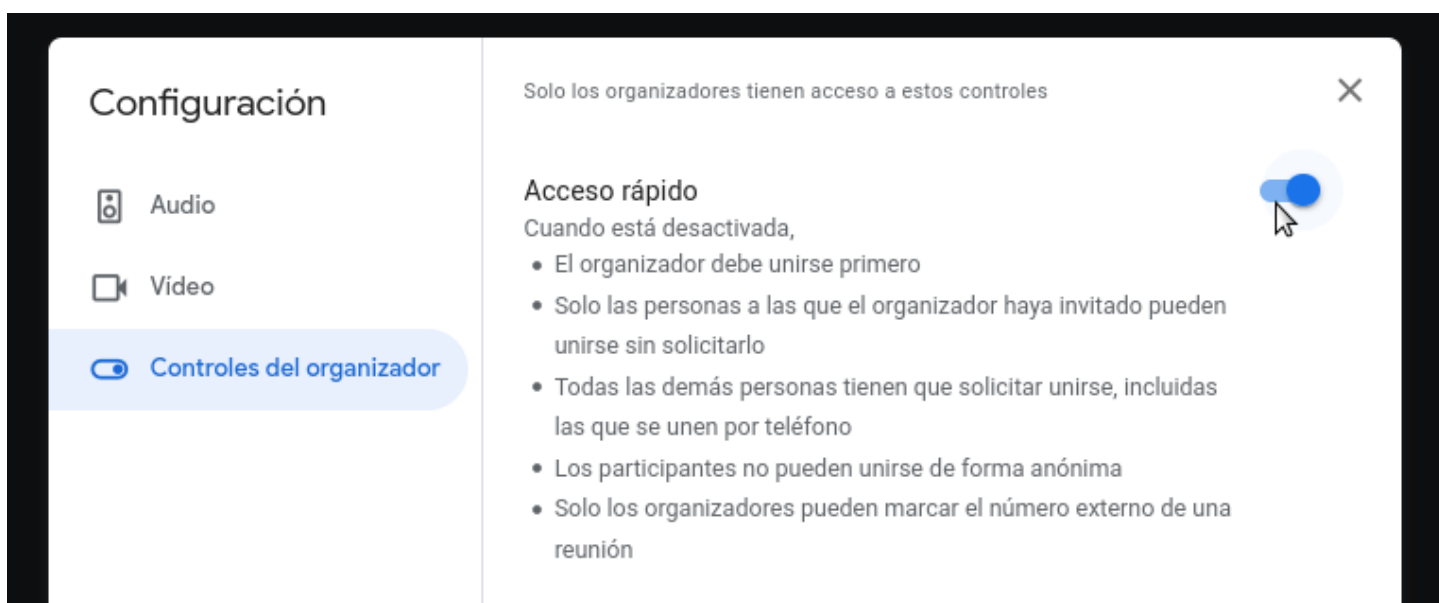 Configuración
Audio
Vídeo
Controles del organizador
Solo los organizadores tienen acceso a estos controles
Acceso rápido
Cuando está desactivada,
• El organizador debe unirse primero
• Solo las personas a las que el organizador haya invitado pueden
unirse sin solicitarlo
• Todas las demás personas tienen que solicitar unirse, incluidas
las que se unen por teléfono
• Los participantes no pueden unirse de forma anónima
• Solo los organizadores pueden marcar el número externo de una
reunión